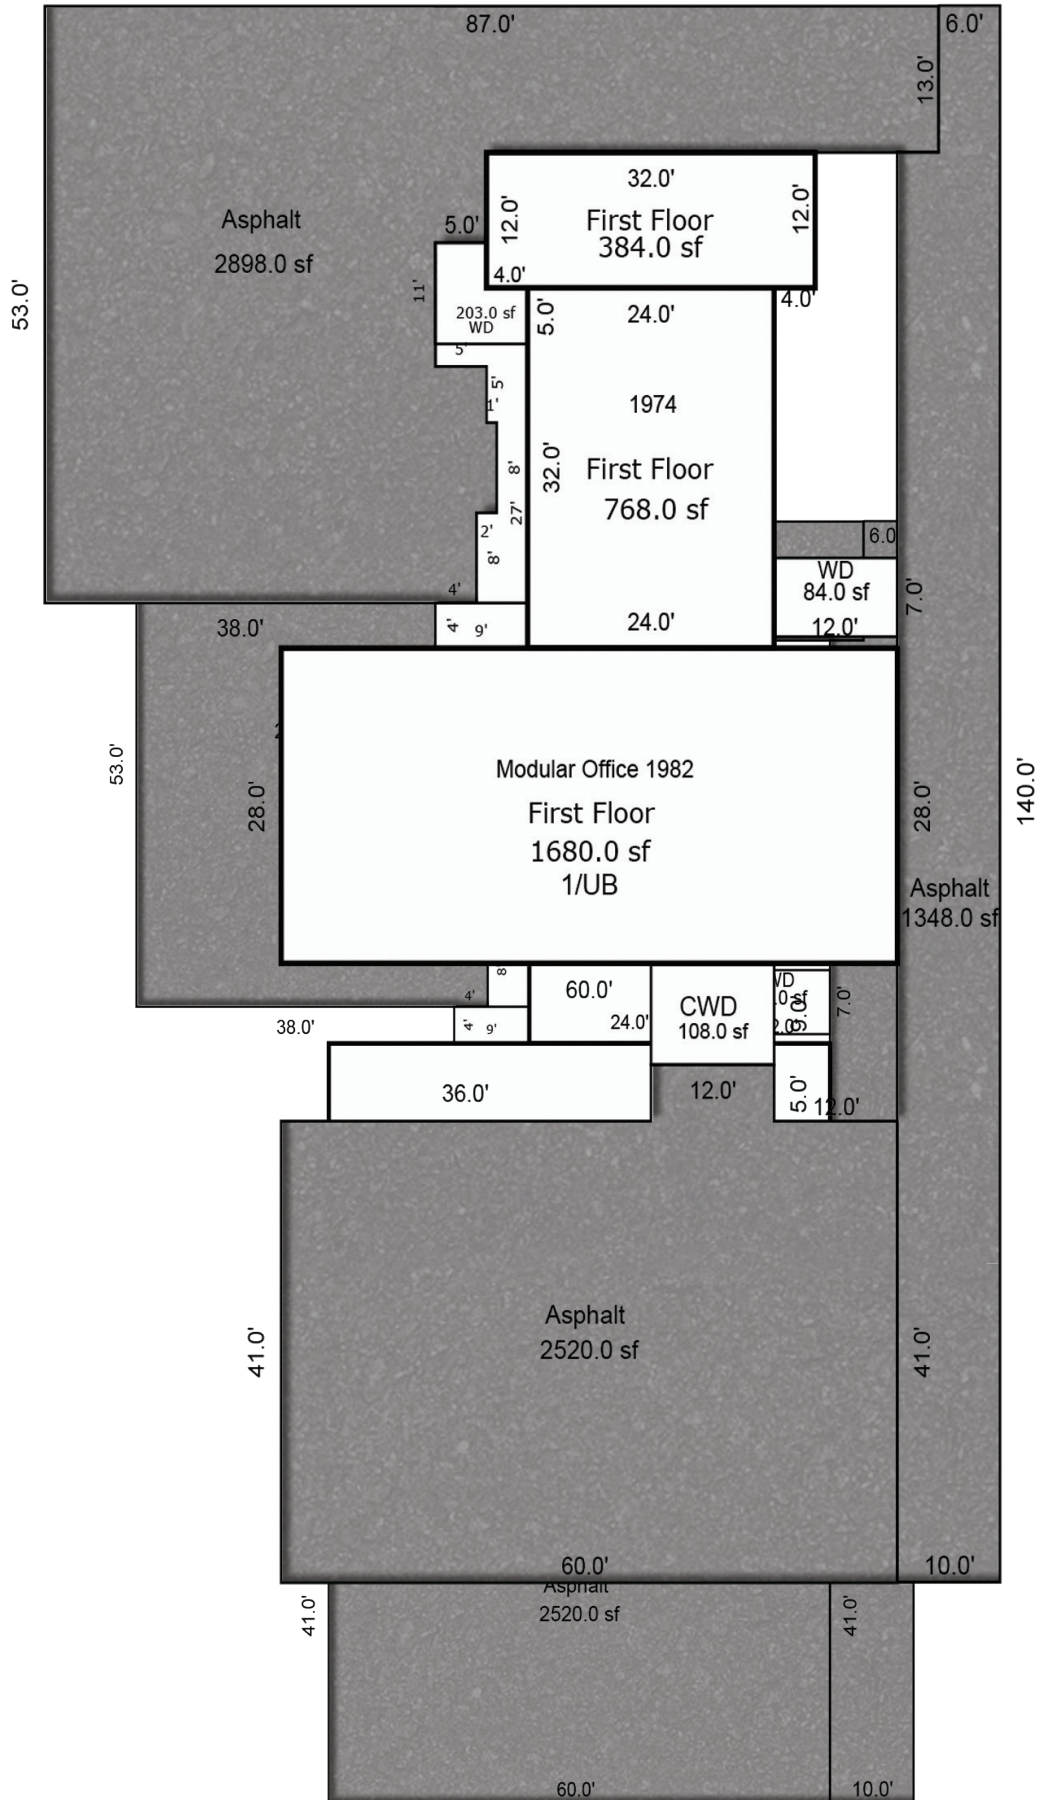 87.0'
6.0'
13.0'
32.0'
12.0'
12.0'
First Floor
384.0 sf
Asphalt
2898.0 sf
5.0'
4.0'
53.0'
11'
203.0 sf
WD
5.0'
24.0'
4.0'
5'
5'
1'
1974
32.0'
First Floor
768.0 sf
8'
27'
2'
8'
6.0
WD
84.0 sf
7.0'
12.0'
4'
38.0'
4'
9'
24.0'
53.0'
28.0'
Modular Office 1982
First Floor
1680.0 sf
1/UB
28.0'
140.0'
Asphalt
1348.0 sf
8'
4'
60.0'
24.0'
CWD
108.0 sf
9.0'
7.0'
38.0'
4'
9'
36.0'
12.0'
5.0'
12.0'
Asphalt
2520.0 sf
41.0'
41.0'
60.0'
10.0'
Asphalt
2520.0 sf
41.0'
41.0'
60.0'
10.0'